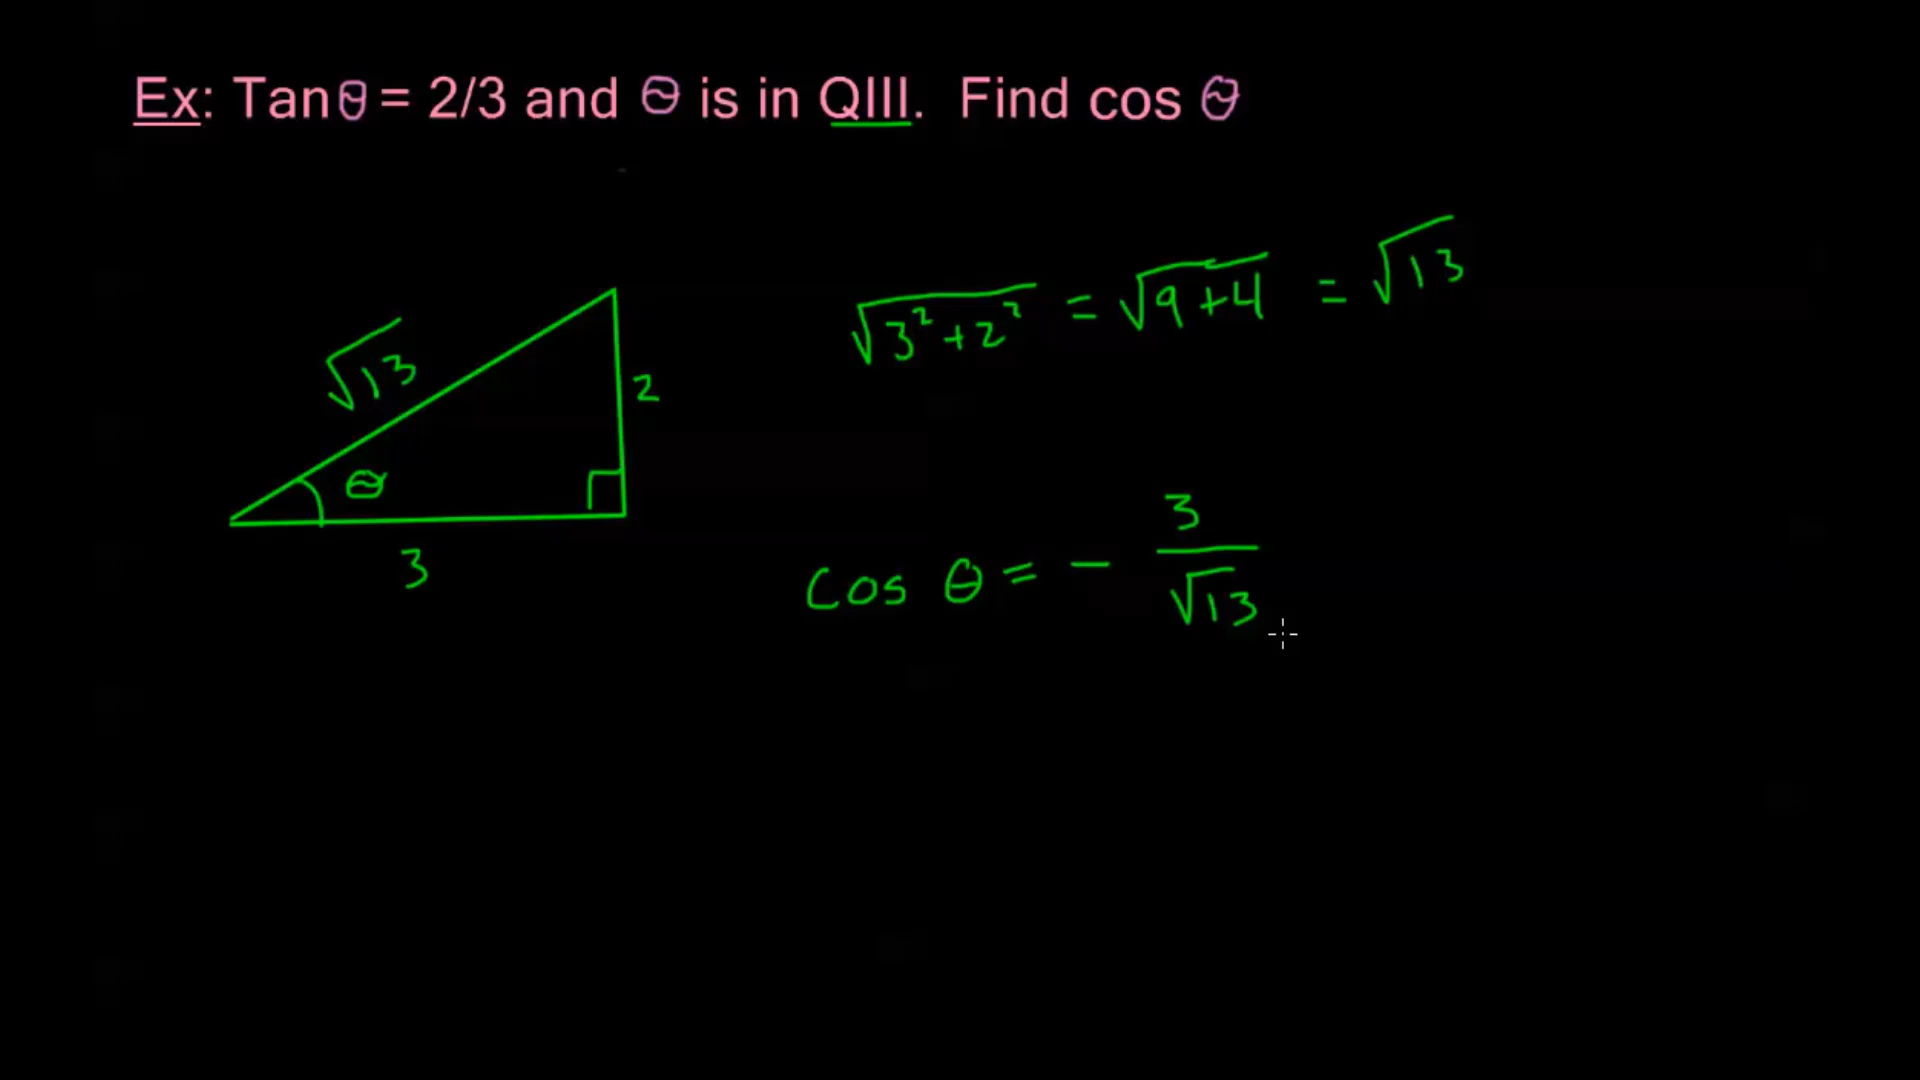 Ex: Tan θ = 2/3 and θ is in QIII. Find cos θ
√3²+2² = √9+4 = √13
√13
2
θ
3
cos θ = - 3/√13